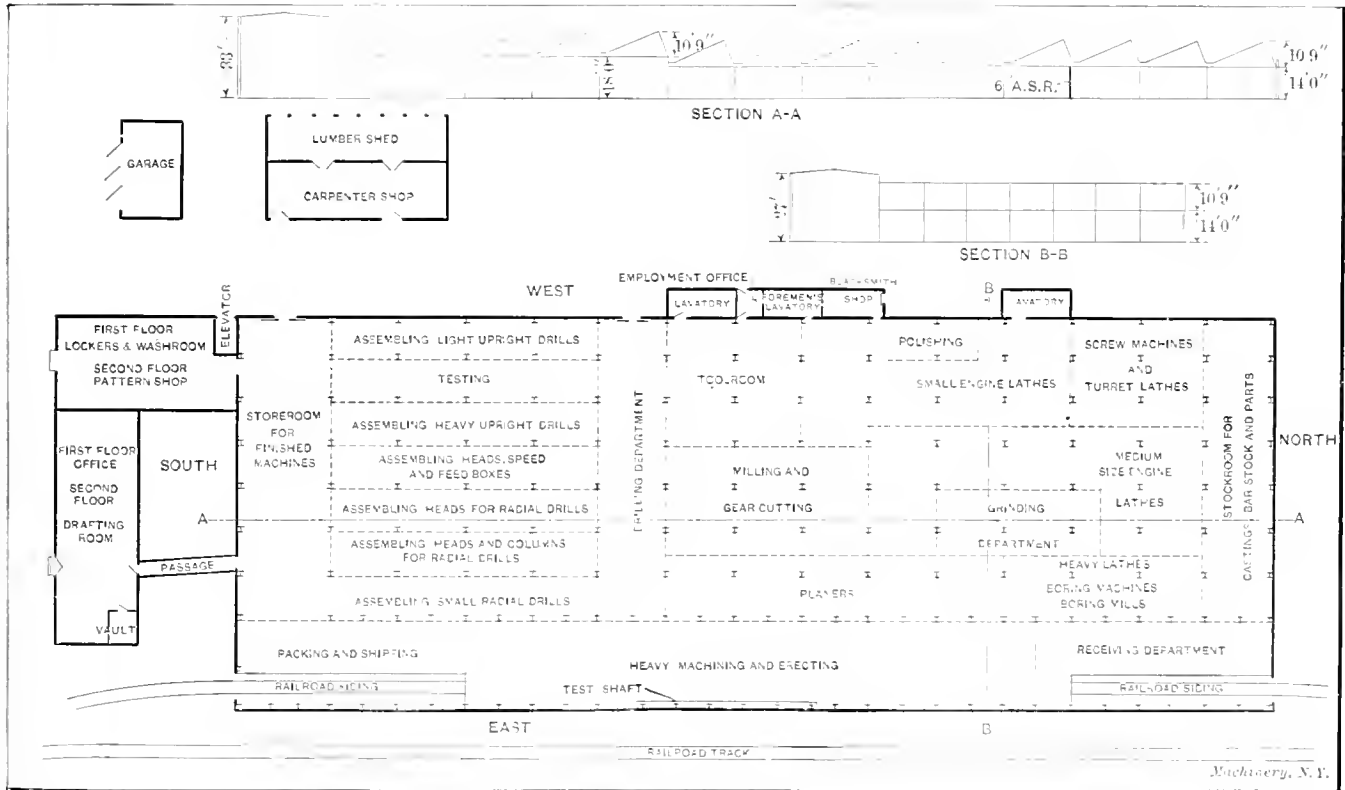 10'9"
10'9"
14'0"
6' A.S.R.
SECTION A-A
GARAGE
LUMBER SHED
CARPENTER SHOP
10'9"
14'0"
SECTION B-B
WEST
EMPLOYMENT OFFICE
BLACKSMITH
SHOP
LAVATORY
FOREMEN'S
LAVATORY
B
LAVATORY
ELEVATOR
FIRST FLOOR
LOCKERS & WASHROOM
SECOND FLOOR
PATTERN SHOP
FIRST FLOOR
OFFICE
SECOND
FLOOR
DRAFTING
ROOM
VAULT
SOUTH
A
PASSAGE
STOREROOM
FOR
FINISHED
MACHINES
ASSEMBLING LIGHT UPRIGHT DRILLS
TESTING
ASSEMBLING HEAVY UPRIGHT DRILLS
ASSEMBLING HEADS, SPEED
AND FEED BOXES
ASSEMBLING HEADS FOR RADIAL DRILLS
ASSEMBLING HEADS AND COLUMNS
FOR RADIAL DRILLS
ASSEMBLING SMALL RADIAL DRILLS
DRILLING DEPARTMENT
TOOLROOM
MILLING AND
GEAR CUTTING
PLANERS
POLISHING
SMALL ENGINE LATHES
SCREW MACHINES
AND
TURRET LATHES
MEDIUM
SIZE ENGINE
LATHES
GRINDING
DEPARTMENT
HEAVY LATHES
BORING MACHINES
BORING MILLS
STOCKROOM FOR
CASTINGS, BAR STOCK AND PARTS
NORTH
A
PACKING AND SHIPPING
HEAVY MACHINING AND ERECTING
RECEIVING DEPARTMENT
RAILROAD SIDING
TEST SHAFT
RAILROAD SIDING
EAST
B
RAILROAD TRACK
Machinery, N.Y.